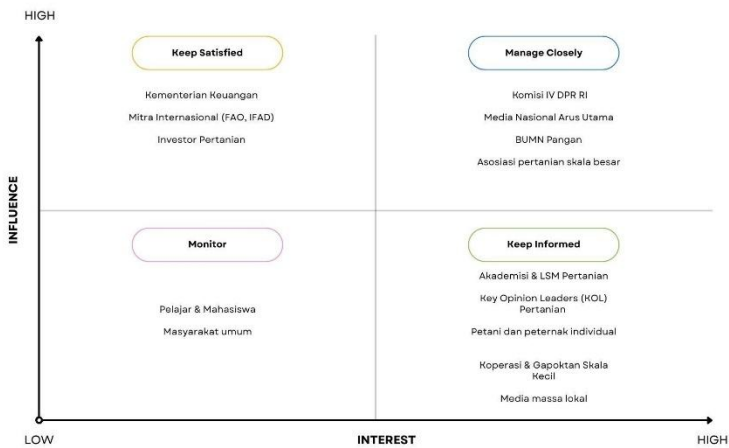 HIGH
Keep Satisfied
Kementerian Keuangan
Mitra Internasional (FAO, IFAD)
Investor Pertanian
Manage Closely
Komisi IV DPR RI
Media Nasional Arus Utama
BUMN Pangan
Asosiasi pertanian skala besar
INFLUENCE
Monitor
Pelajar & Mahasiswa
Masyarakat umum
Keep Informed
Akademisi & LSM Pertanian
Key Opinion Leaders (KOL)
Pertanian
Petani dan peternak individual
Koperasi & Gapoktan Skala
Kecil
Media massa lokal
LOW
INTEREST
HIGH